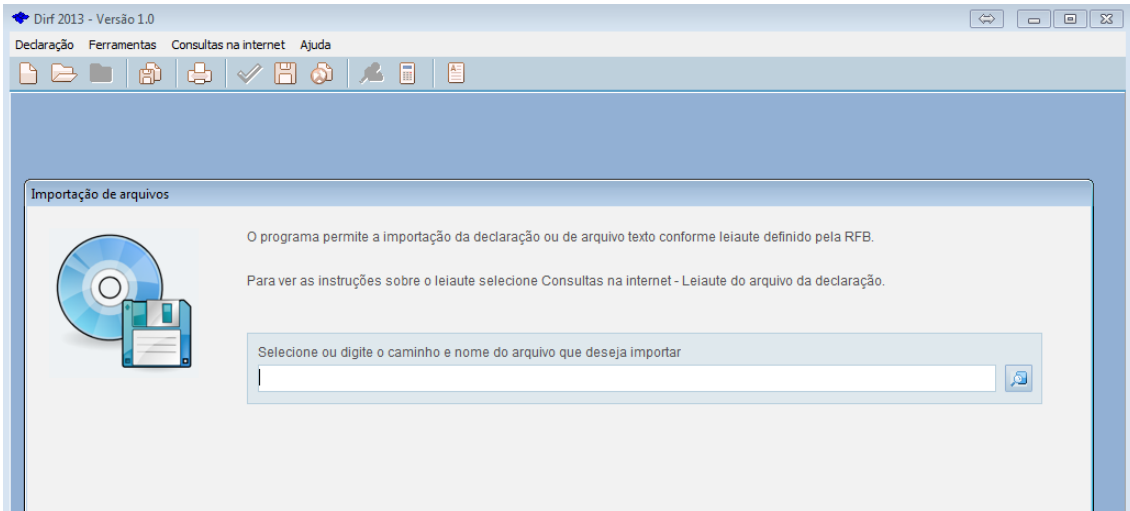 Dirf 2013 - Versão 1.0
Declaração Ferramentas Consultas na internet Ajuda
Importação de arquivos
O programa permite a importação da declaração ou de arquivo texto conforme leiaute definido pela RFB.
Para ver as instruções sobre o leiaute selecione Consultas na internet - Leiaute do arquivo da declaração.
Selecione ou digite o caminho e nome do arquivo que deseja importar